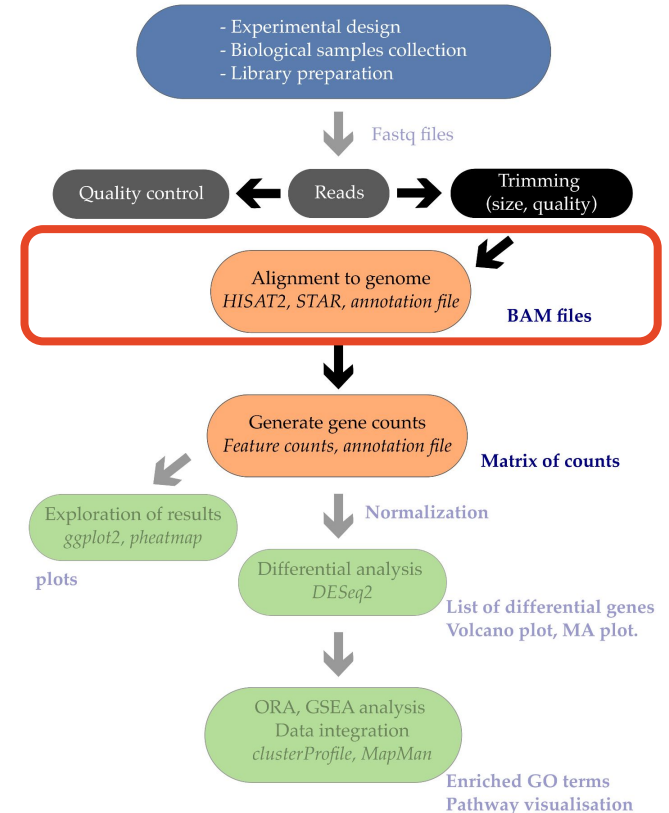 - Experimental design
- Biological samples collection
- Library preparation
Fastq files
Quality control
Reads
Trimming
(size, quality)
Alignment to genome
HISAT2, STAR, annotation file
BAM files
Generate gene counts
Feature counts, annotation file
Matrix of counts
Exploration of results
ggplot2, pheatmap
plots
Normalization
Differential analysis
DESeq2
List of differential genes
Volcano plot, MA plot.
ORA, GSEA analysis
Data integration
clusterProfile, MapMan
Enriched GO terms
Pathway visualisation